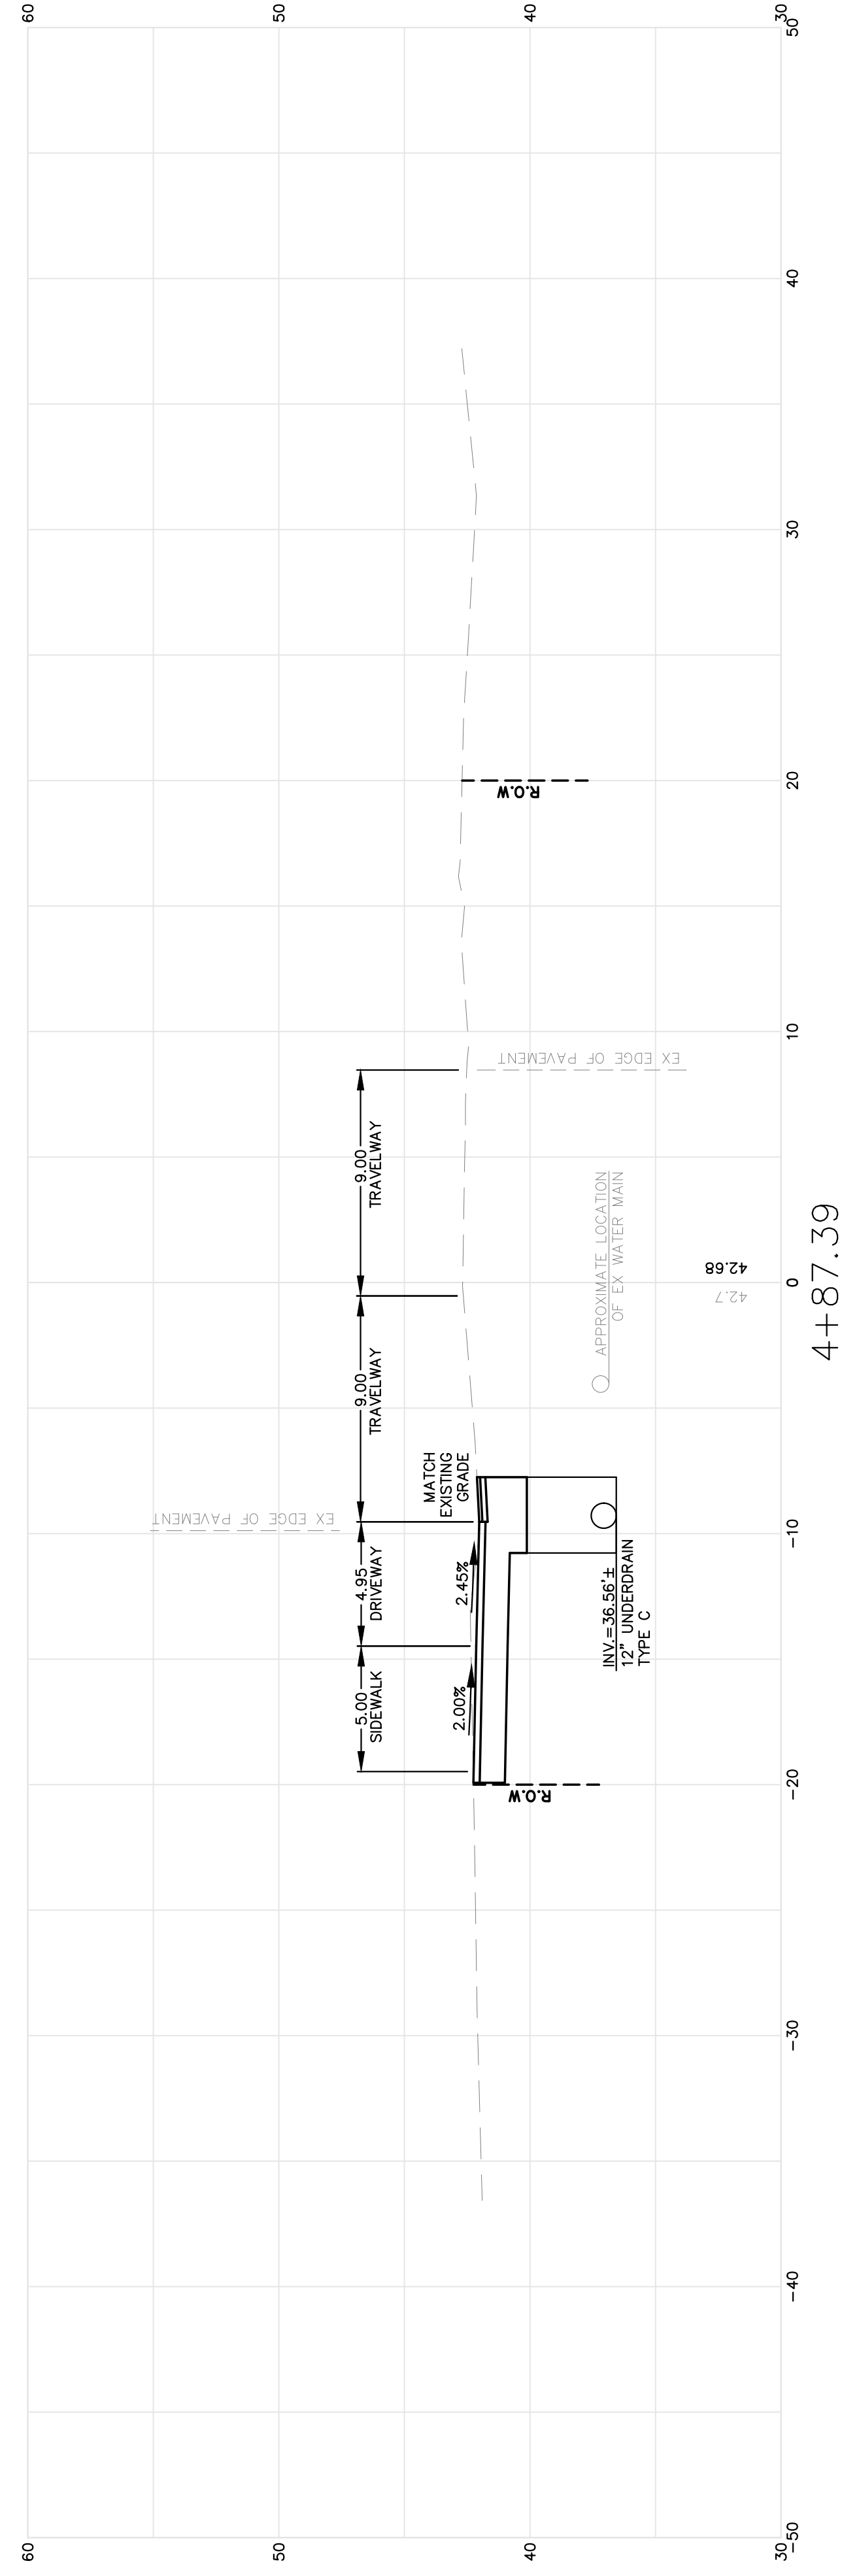 60
50
40
30
60
50
40
30
-50
-40
-30
-20
-10
0
10
20
30
40
50
5.00
SIDEWALK
4.95
DRIVEWAY
9.00
TRAVELWAY
9.00
TRAVELWAY
EX EDGE OF PAVEMENT
EX EDGE OF PAVEMENT
2.00%
2.45%
MATCH
EXISTING
GRADE
R.O.W
R.O.W
INV.=36.56'±
12" UNDERDRAIN
TYPE C
APPROXIMATE LOCATION
OF EX WATER MAIN
42.7
42.68
4+87.39